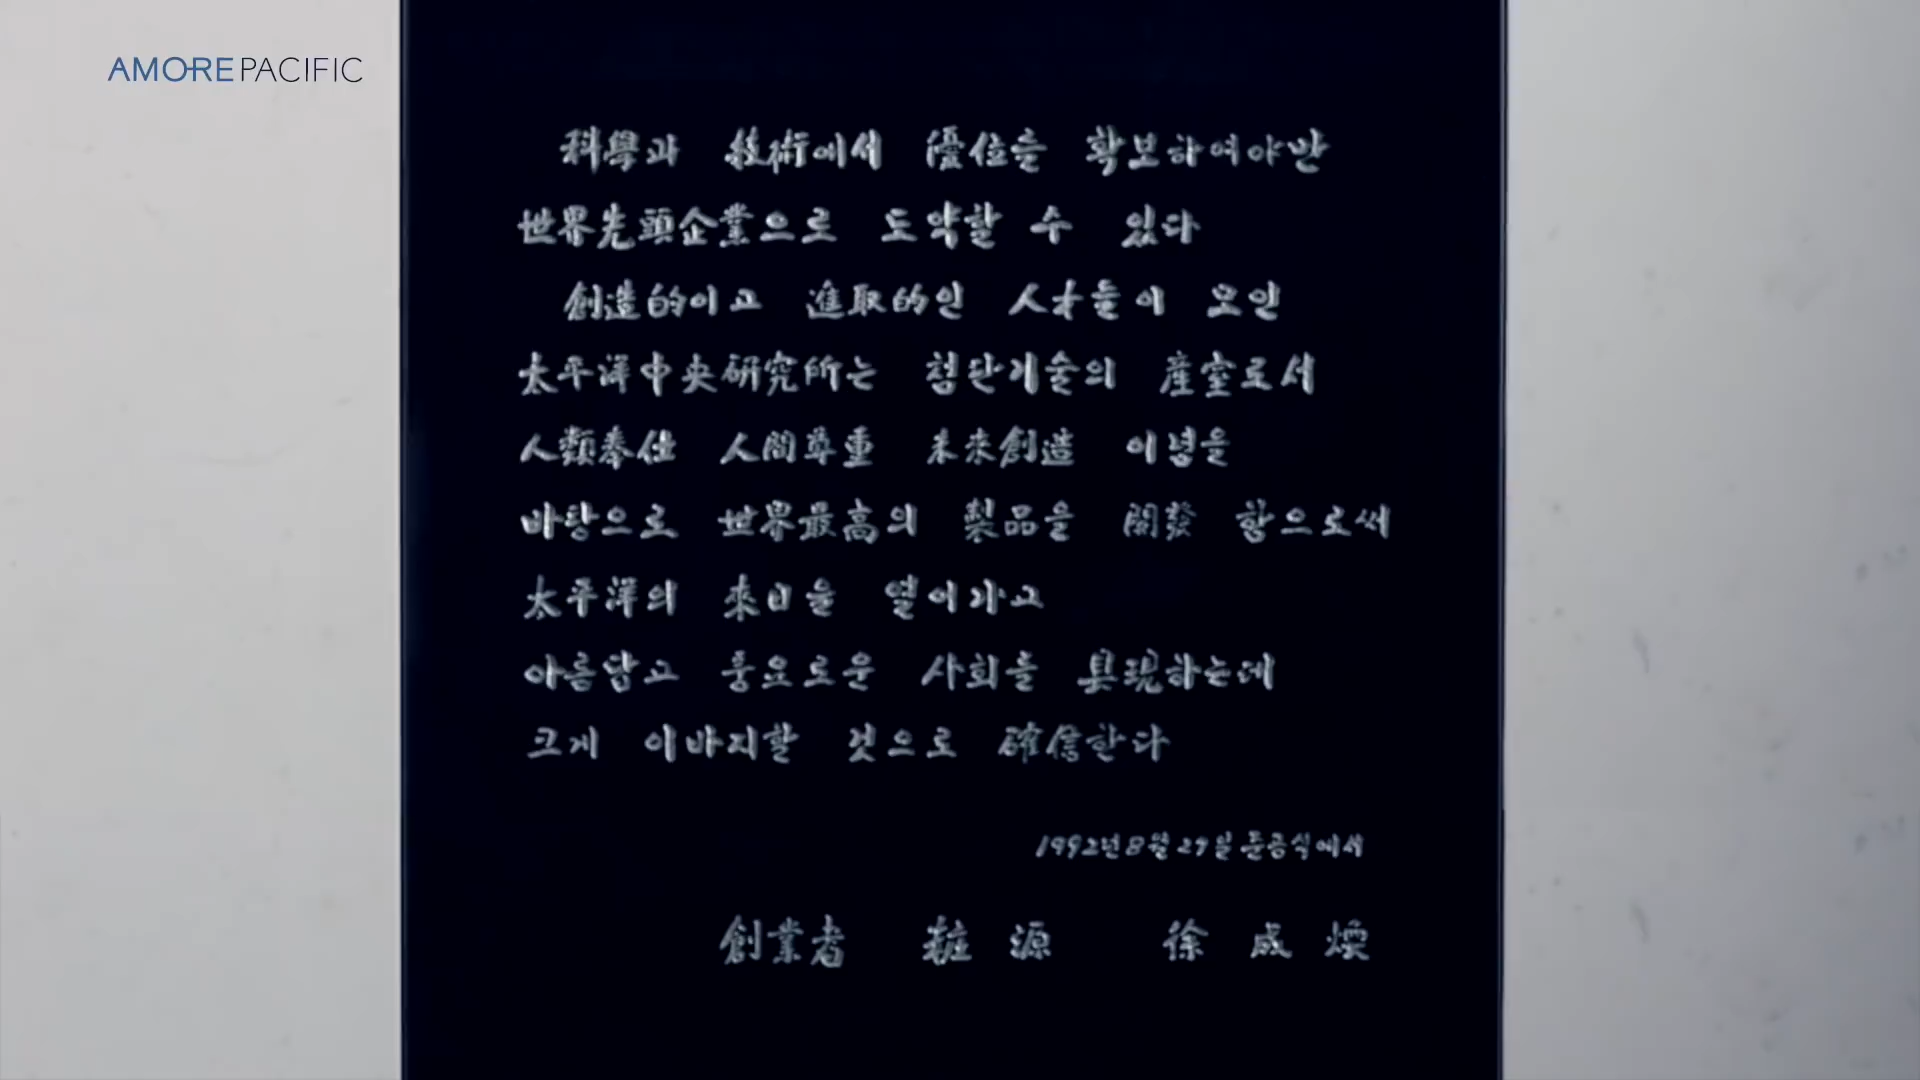 AMOREPACIFIC
科學과 技術에서 優位를 확보하여야만
世界先頭企業으로 도약할 수 있다
創造的이고 進取的인 人才들이 모인
太平洋中央硏究所는 첨단기술의 産室로서
人類奉仕 人間尊重 未來創造 이념을
바탕으로 世界最高의 製品을 開發 함으로써
太平洋의 來日을 열어가고
아름답고 풍요로운 사회를 具現하는데
크게 이바지할 것으로 確信한다
1992년 8월 27일 준공식에서
創業者 粧源 徐成煥